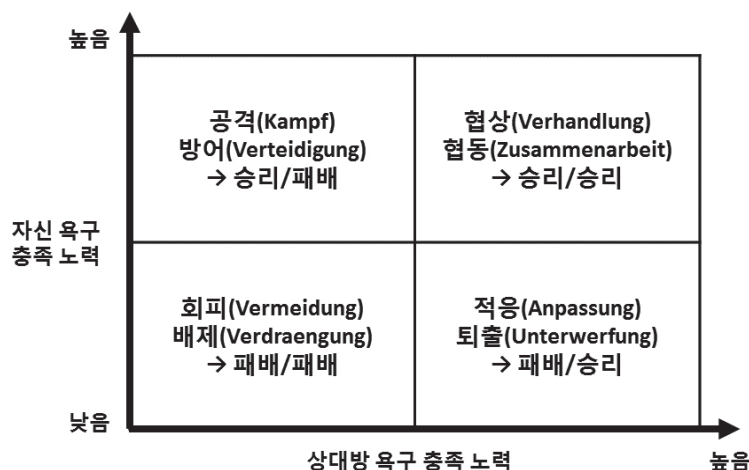 높음
공격(Kampf)
방어(Verteidigung)
→ 승리/패배
협상(Verhandlung)
협동(Zusammenarbeit)
→ 승리/승리
자신 욕구
충족 노력
회피(Vermeidung)
배제(Verdraengung)
→ 패배/패배
적응(Anpassung)
퇴출(Unterwerfung)
→ 패배/승리
낮음
상대방 욕구 충족 노력
높음